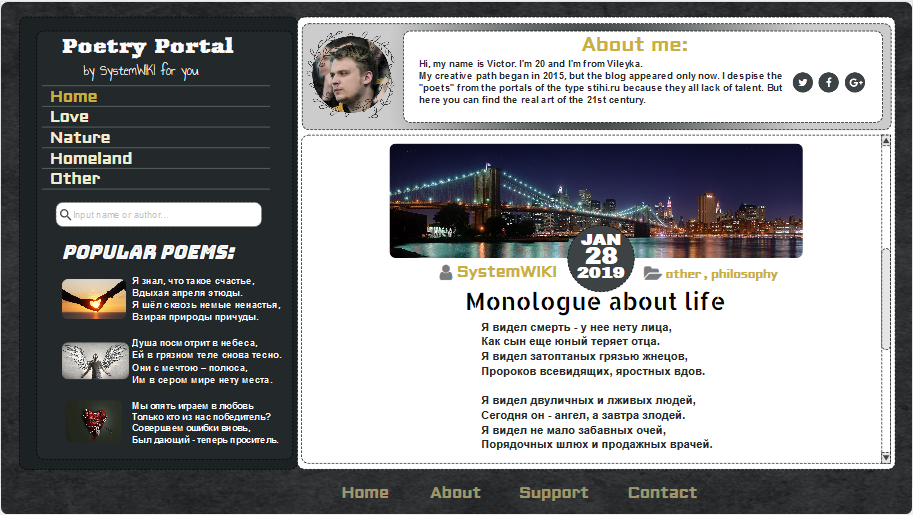 Poetry Portal
by SystemWIKI for you
Home
Love
Nature
Homeland
Other
Input name or author...
POPULAR POEMS:
Я знал, что такое счастье,
Вдыхая апреля этюды.
Я шёл сквозь немые ненастья,
Взирая природы причуды.
Душа посмотрит в небеса,
Ей в грязном теле снова тесно.
Они с мечтою – полюса,
Им в сером мире нету места.
Мы опять играем в любовь
Только кто из нас победитель?
Совершаем ошибки вновь,
Был дающий - теперь проситель.
About me:
Hi, my name is Victor. I'm 20 and I'm from Vileyka.
My creative path began in 2015, but the blog appeared only now. I despise the
"poets" from the portals of the type stihi.ru because they all lack of talent. But
here you can find the real art of the 21st century.
G+
SystemWIKI
JAN
28
2019
other , philosophy
Monologue about life
Я видел смерть - у нее нету лица,
Как сын еще юный теряет отца.
Я видел затоптаных грязью жнецов,
Пророков всевидящих, яростных вдов.
Я видел двуличных и лживых людей,
Сегодня он - ангел, а завтра злодей.
Я видел не мало забавных очей,
Порядочных шлюх и продажных врачей.
Home
About
Support
Contact